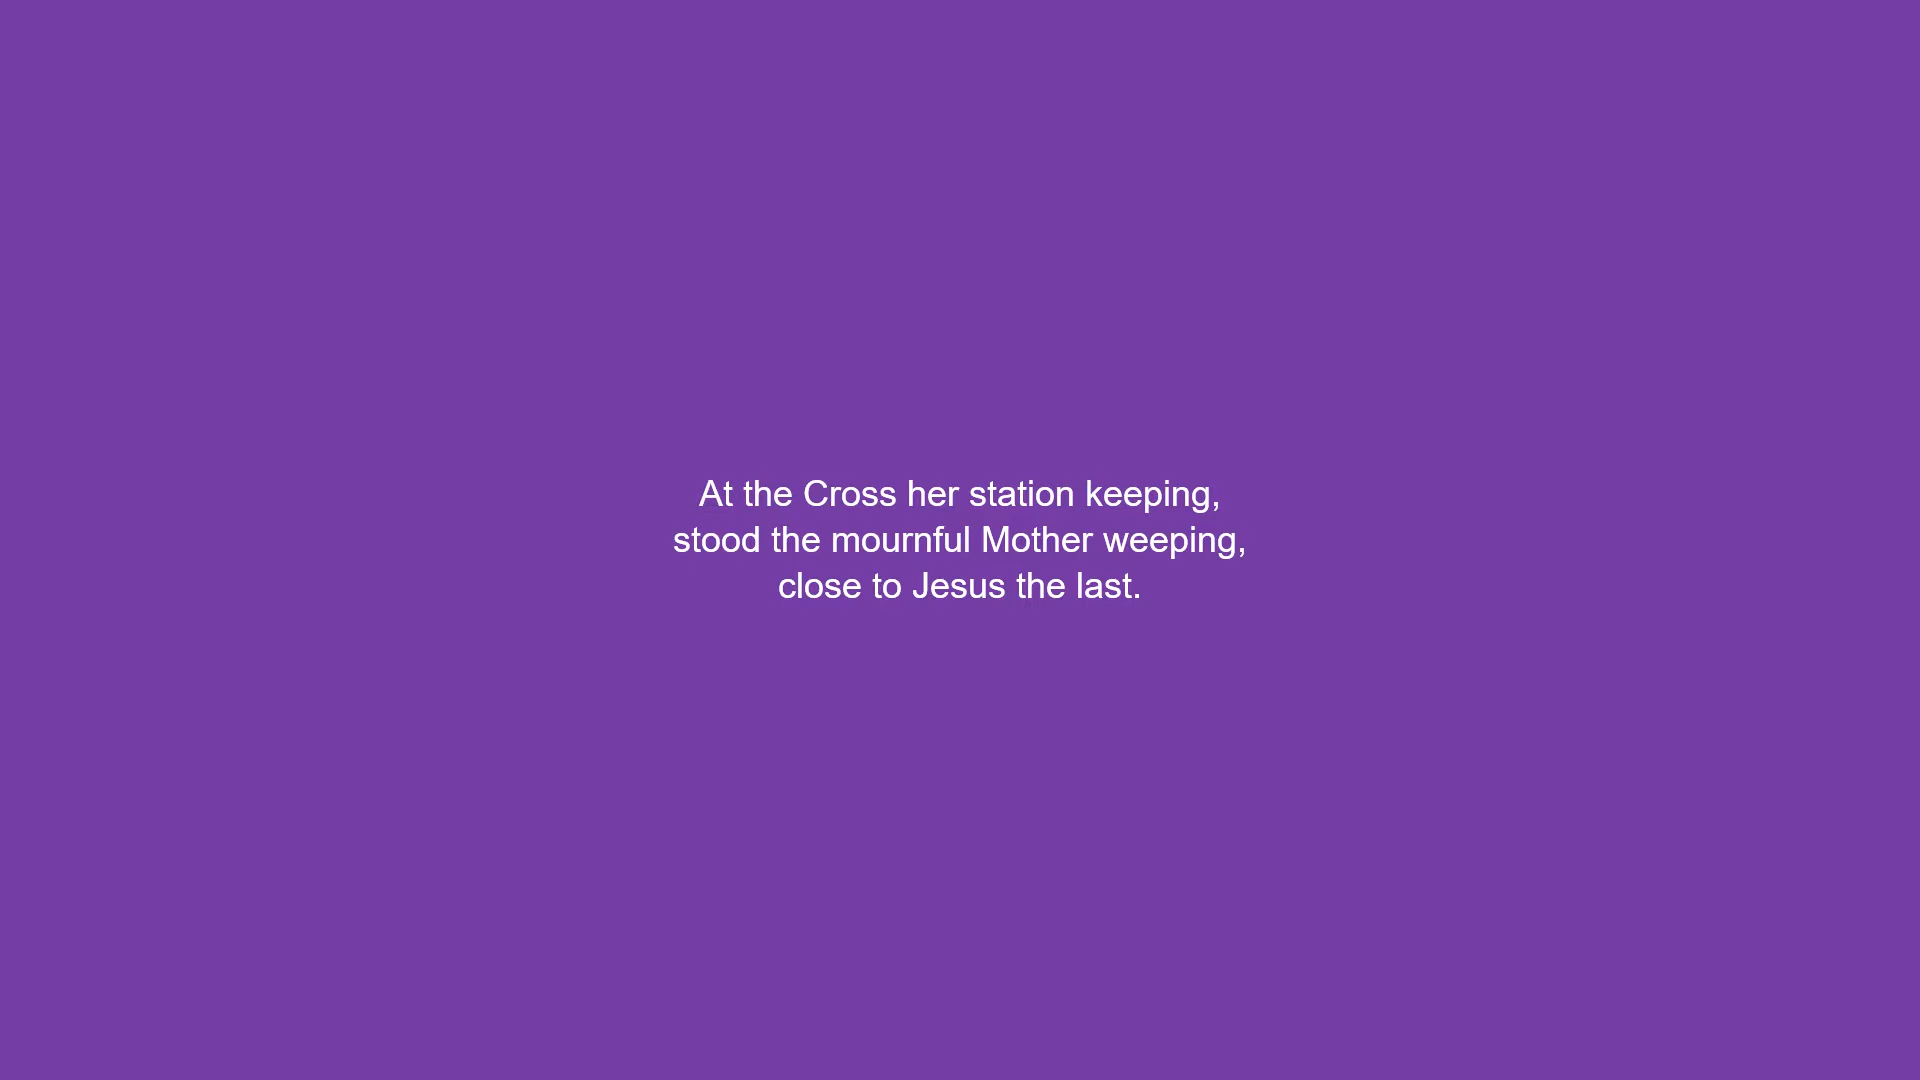 At the Cross her station keeping,
stood the mournful Mother weeping,
close to Jesus the last.